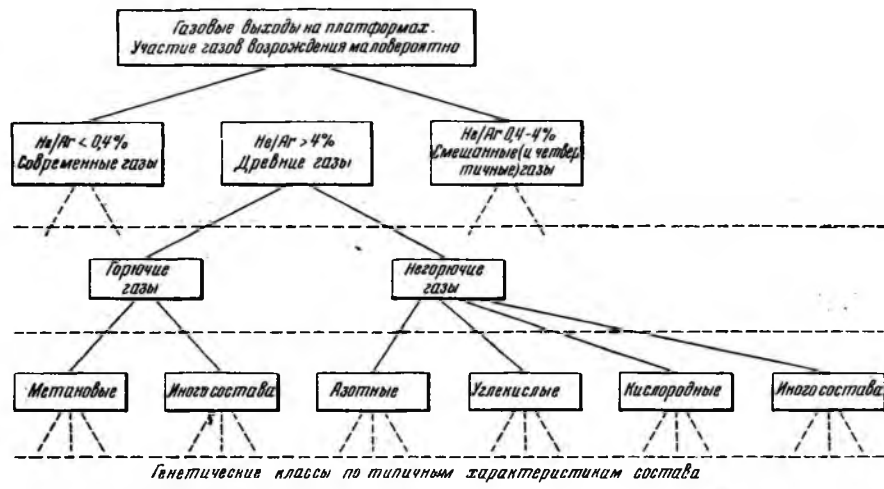 Газовые выходы на платформах.
Участие газов возрождения маловероятно
He/Ar < 0,4%
Современные газы
He/Ar > 4%
Древние газы
He/Ar 0,4-4%
Смешанные (и четвер
тичные) газы
Горючие
газы
Негорючие
газы
Метановые
Иного состава
Азотные
Углекислые
Кислородные
Иного состава
Генетические классы по типичным характеристикам состава